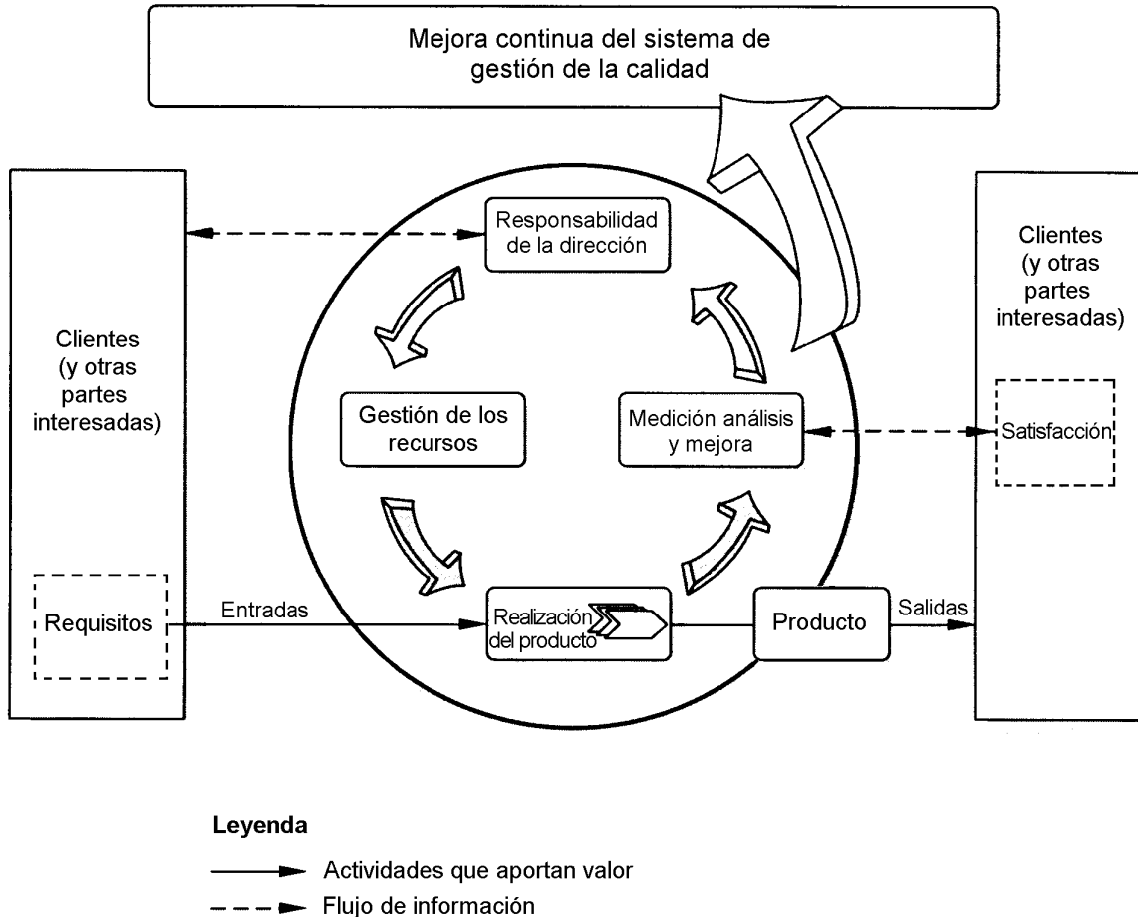 Mejora continua del sistema de
gestión de la calidad
Responsabilidad
de la dirección
Clientes
(y otras
partes
interesadas)
Clientes
(y otras
partes
interesadas)
Gestión de los
recursos
Medición análisis
y mejora
Satisfacción
Requisitos
Entradas
Realización
del producto
Producto
Salidas
Leyenda
Actividades que aportan valor
Flujo de información